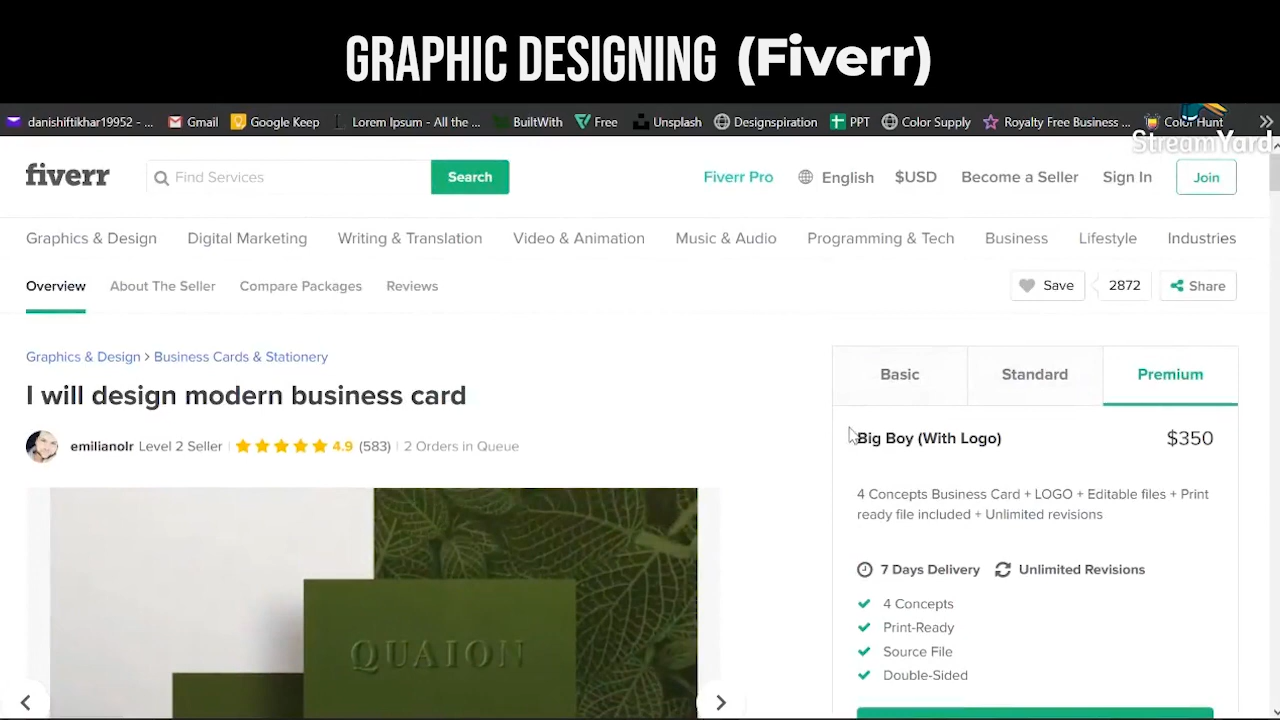 GRAPHIC DESIGNING (Fiverr)
danishiftikhar19952 - ... Gmail Google Keep Lorem Ipsum - All the ... BuiltWith Free Unsplash Designspiration PPT Color Supply Royalty Free Business ... Color Hunt »
StreamYard
fiverr Find Services Search Fiverr Pro English $USD Become a Seller Sign In Join
Graphics & Design Digital Marketing Writing & Translation Video & Animation Music & Audio Programming & Tech Business Lifestyle Industries
Overview About The Seller Compare Packages Reviews Save 2872 Share
Graphics & Design > Business Cards & Stationery
I will design modern business card
emilianolr Level 2 Seller 4.9 (583) 2 Orders in Queue
QUAION
Basic Standard Premium
Big Boy (With Logo) $350
4 Concepts Business Card + LOGO + Editable files + Print
ready file included + Unlimited revisions
7 Days Delivery Unlimited Revisions
4 Concepts
Print-Ready
Source File
Double-Sided